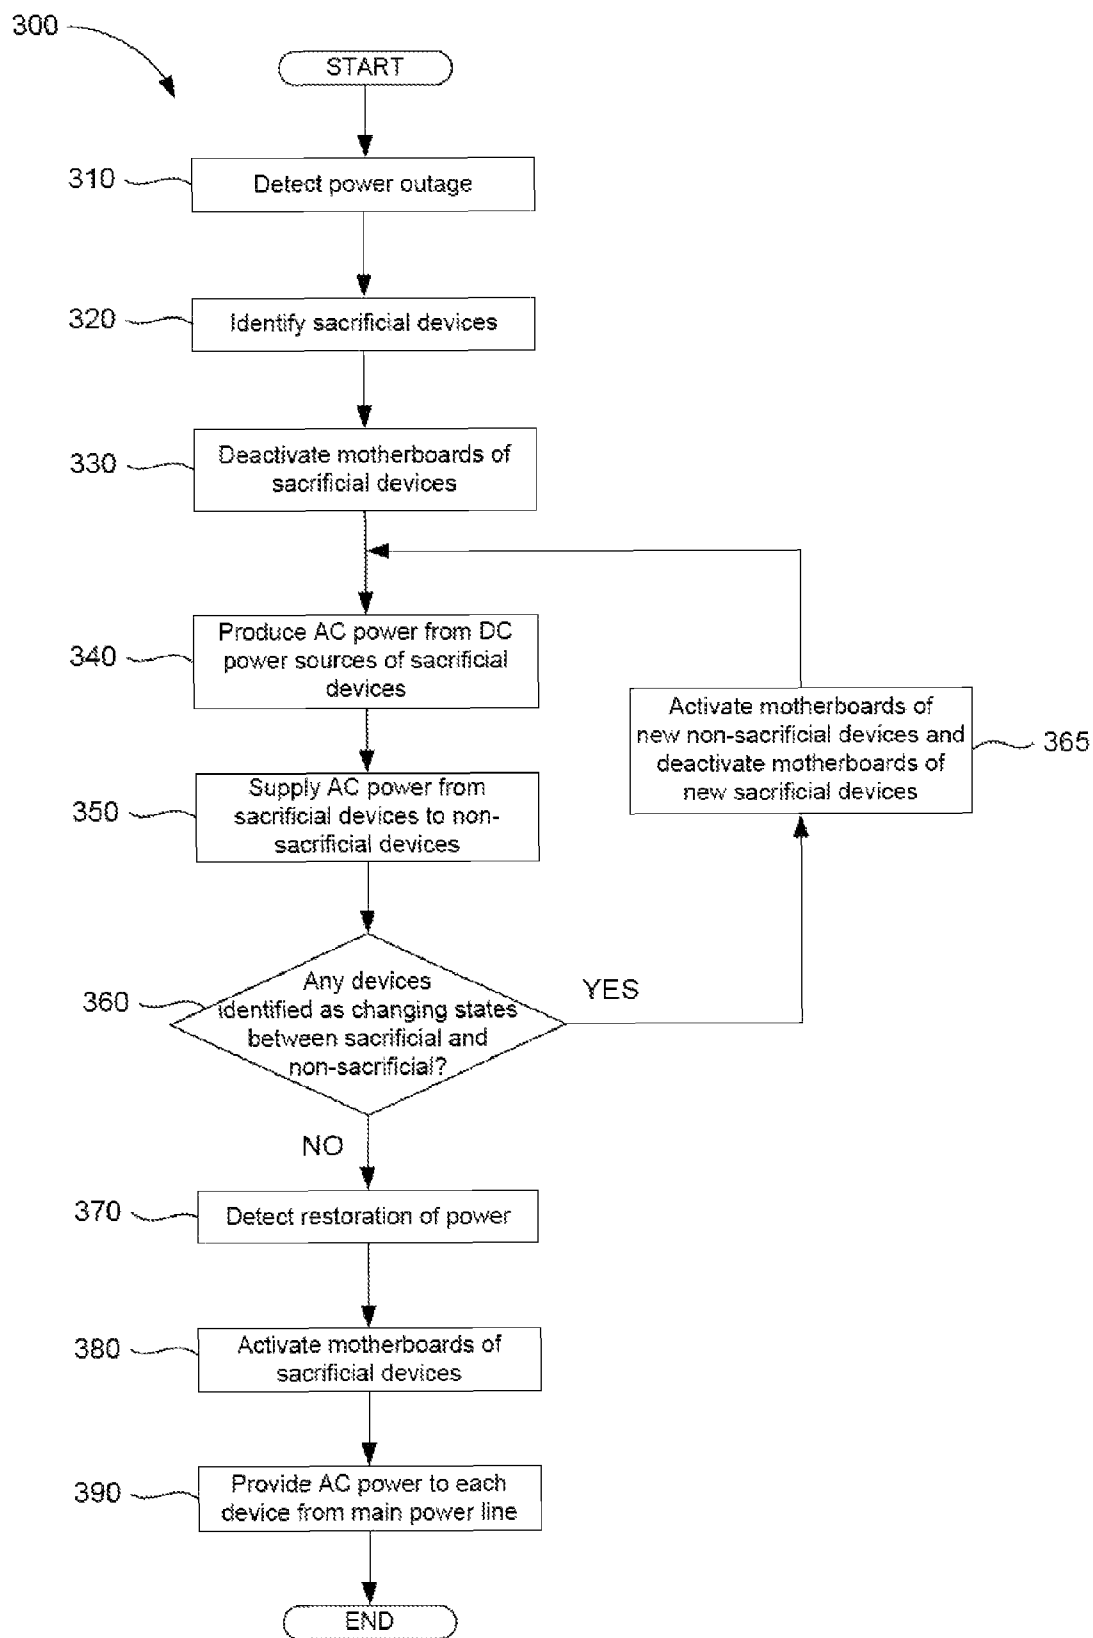 300
START
310
Detect power outage
320
Identify sacrificial devices
330
Deactivate motherboards of
sacrificial devices
340
Produce AC power from DC
power sources of sacrificial
devices
Activate motherboards of
new non-sacrificial devices and
deactivate motherboards of
new sacrificial devices
365
350
Supply AC power from
sacrificial devices to non-
sacrificial devices
360
Any devices
identified as changing states
between sacrificial and
non-sacrificial?
YES
NO
370
Detect restoration of power
380
Activate motherboards of
sacrificial devices
390
Provide AC power to each
device from main power line
END